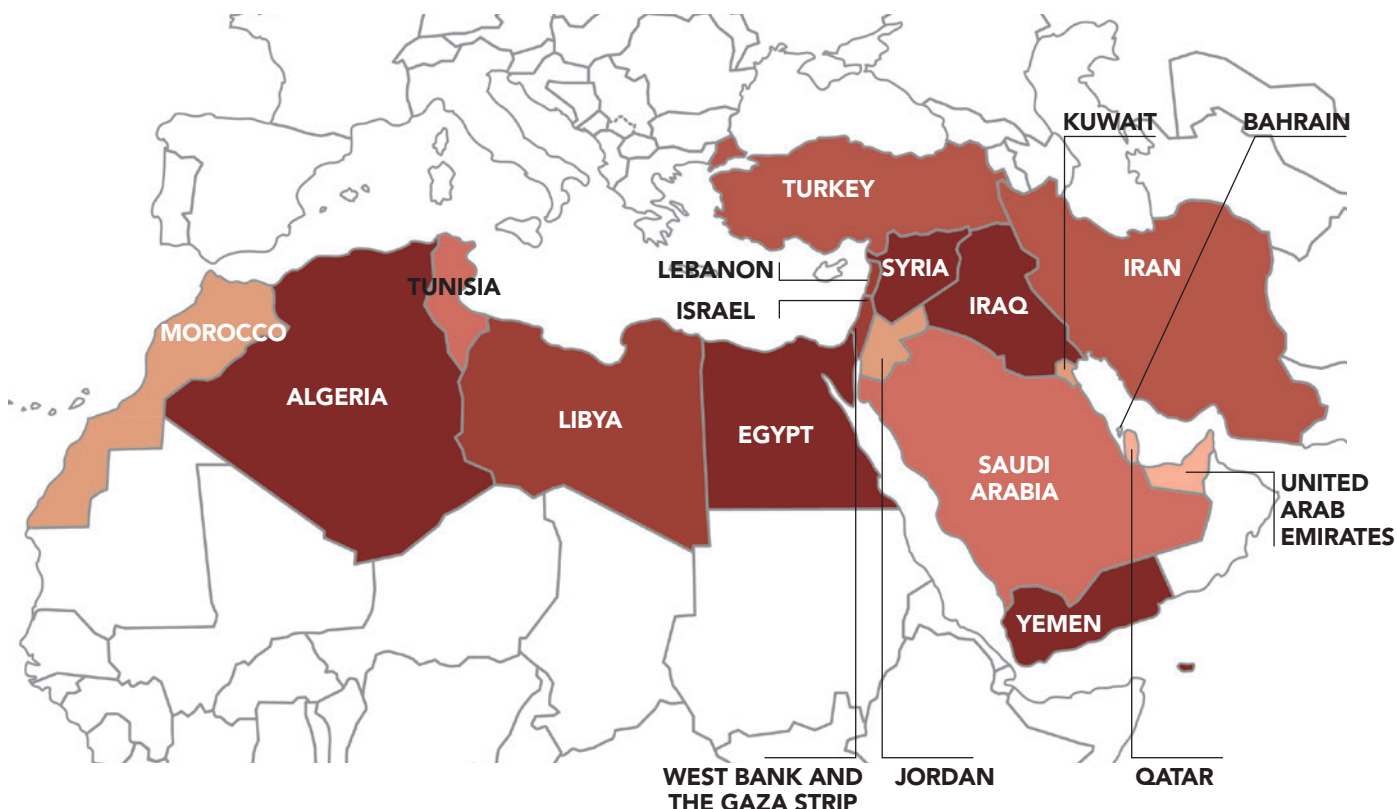 KUWAIT
BAHRAIN
TURKEY
LEBANON
SYRIA
IRAN
TUNISIA
ISRAEL
IRAQ
MOROCCO
ALGERIA
LIBYA
EGYPT
SAUDI
ARABIA
UNITED
ARAB
EMIRATES
YEMEN
WEST BANK AND
THE GAZA STRIP
JORDAN
QATAR